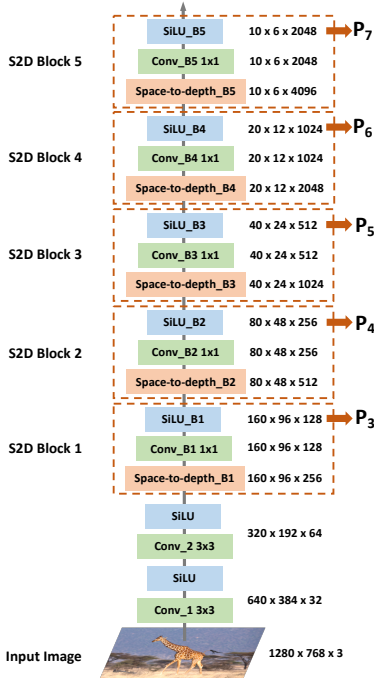 SiLU_B5 10 x 6 x 2048 P7
S2D Block 5 Conv_B5 1x1 10 x 6 x 2048
Space-to-depth_B5 10 x 6 x 4096
SiLU_B4 20 x 12 x 1024 P6
S2D Block 4 Conv_B4 1x1 20 x 12 x 1024
Space-to-depth_B4 20 x 12 x 2048
SiLU_B3 40 x 24 x 512 P5
S2D Block 3 Conv_B3 1x1 40 x 24 x 512
Space-to-depth_B3 40 x 24 x 1024
SiLU_B2 80 x 48 x 256 P4
S2D Block 2 Conv_B2 1x1 80 x 48 x 256
Space-to-depth_B2 80 x 48 x 512
SiLU_B1 160 x 96 x 128 P3
S2D Block 1 Conv_B1 1x1 160 x 96 x 128
Space-to-depth_B1 160 x 96 x 256
SiLU
320 x 192 x 64
Conv_2 3x3
SiLU
640 x 384 x 32
Conv_1 3x3
Input Image 1280 x 768 x 3